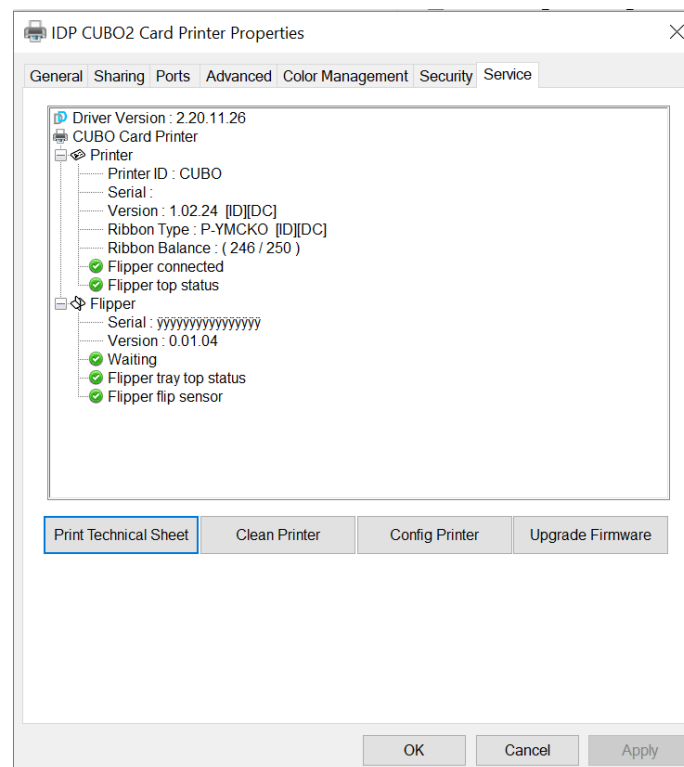 IDP CUBO2 Card Printer Properties
General Sharing Ports Advanced Color Management Security Service
Driver Version : 2.20.11.26
CUBO Card Printer
Printer
Printer ID : CUBO
Serial :
Version : 1.02.24 [ID][DC]
Ribbon Type : P-YMCKO [ID][DC]
Ribbon Balance : ( 246 / 250 )
Flipper connected
Flipper top status
Flipper
Serial : ÿÿÿÿÿÿÿÿÿÿÿÿÿÿÿÿ
Version : 0.01.04
Waiting
Flipper tray top status
Flipper flip sensor
Print Technical Sheet Clean Printer Config Printer Upgrade Firmware
OK Cancel Apply